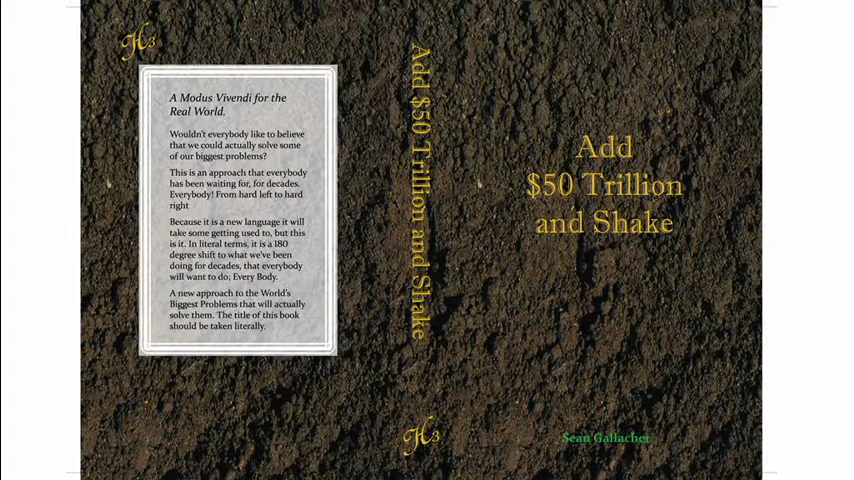 H3
A Modus Vivendi for the
Real World.
Wouldn't everybody like to believe
that we could actually solve some
of our biggest problems?
This is an approach that everybody
has been waiting for, for decades.
Everybody! From hard left to hard
right
Because it is a new language it will
take some getting used to, but this
is it. In literal terms, it is a 180
degree shift to what we've been
doing for decades, that everybody
will want to do; Every Body.
A new approach to the World's
Biggest Problems that will actually
solve them. The title of this book
should be taken literally.
Add $50 Trillion and Shake
H3
Add
$50 Trillion
and Shake
Sean Gallacher